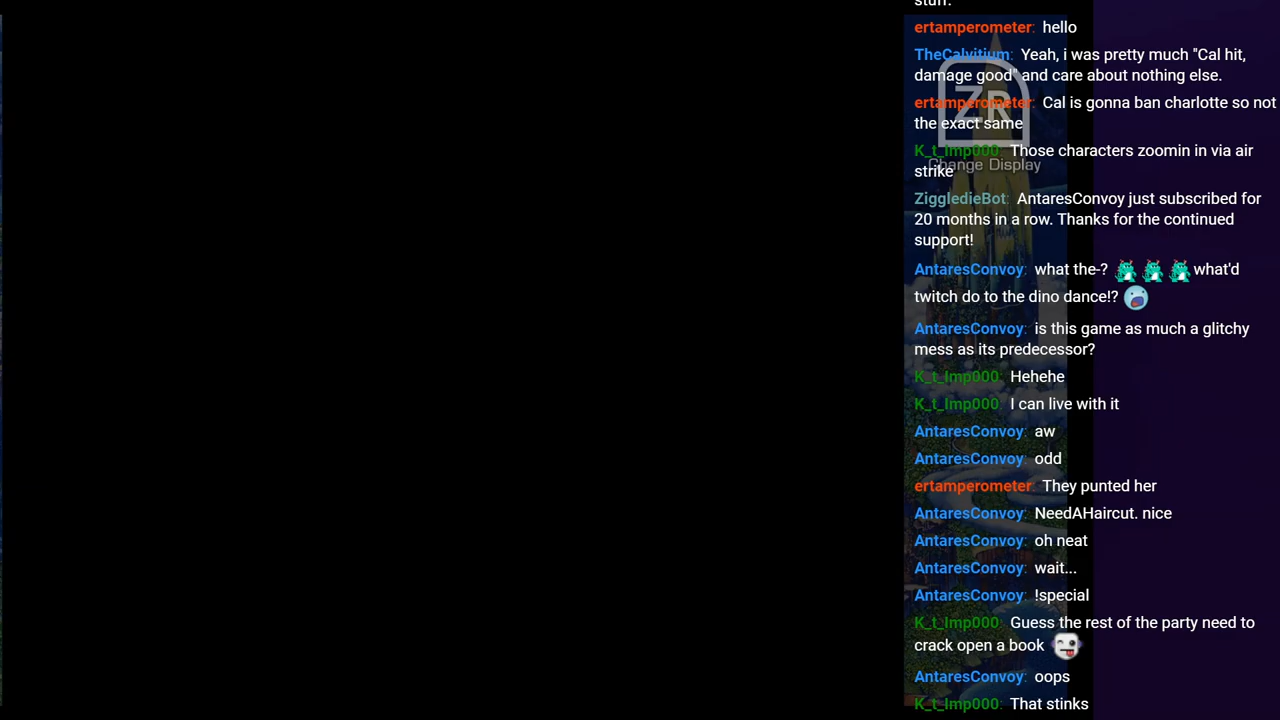 stuff.
ertamperometer: hello
TheCalvitium: Yeah, i was pretty much "Cal hit,
damage good" and care about nothing else.
ZR
ertamperometer: Cal is gonna ban charlotte so not
the exact same
K_t_Imp000: Those characters zoomin in via air
strike
Change Display
ZiggledieBot: AntaresConvoy just subscribed for
20 months in a row. Thanks for the continued
support!
AntaresConvoy: what the-? what'd
twitch do to the dino dance!?
AntaresConvoy: is this game as much a glitchy
mess as its predecessor?
K_t_Imp000: Hehehe
K_t_Imp000: I can live with it
AntaresConvoy: aw
AntaresConvoy: odd
ertamperometer: They punted her
AntaresConvoy: NeedAHaircut. nice
AntaresConvoy: oh neat
AntaresConvoy: wait...
AntaresConvoy: !special
K_t_Imp000: Guess the rest of the party need to
crack open a book
AntaresConvoy: oops
K_t_Imp000: That stinks